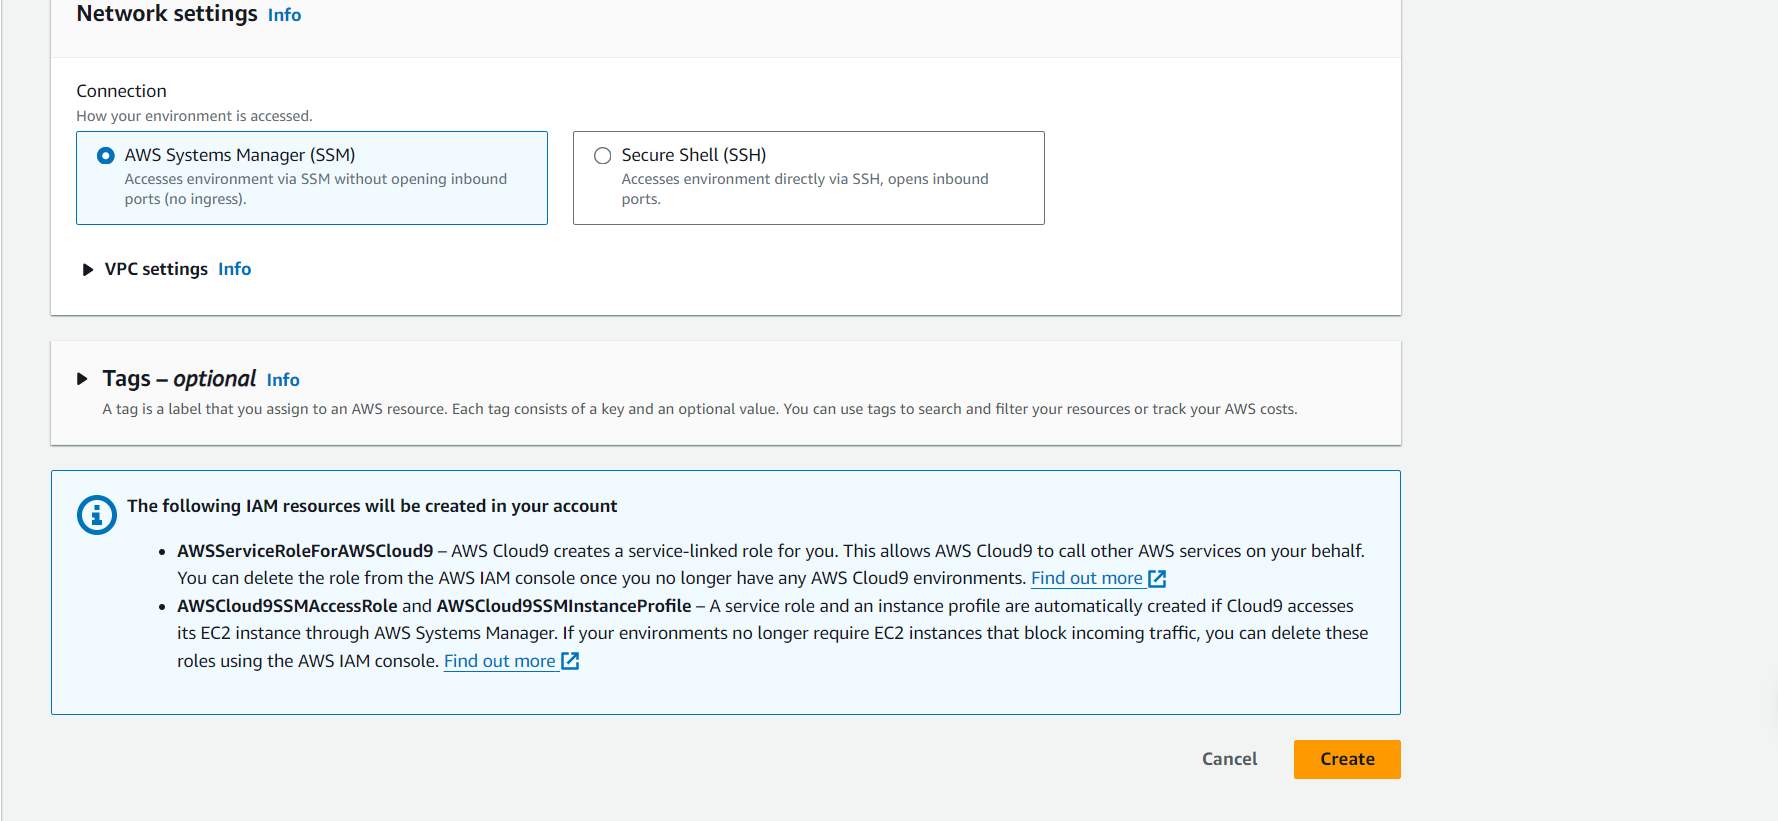 Network settings Info
Connection
How your environment is accessed.
AWS Systems Manager (SSM)
Accesses environment via SSM without opening inbound
ports (no ingress).
Secure Shell (SSH)
Accesses environment directly via SSH, opens inbound
ports.
VPC settings Info
Tags – optional Info
A tag is a label that you assign to an AWS resource. Each tag consists of a key and an optional value. You can use tags to search and filter your resources or track your AWS costs.
The following IAM resources will be created in your account
• AWSServiceRoleForAWSCloud9 – AWS Cloud9 creates a service-linked role for you. This allows AWS Cloud9 to call other AWS services on your behalf.
You can delete the role from the AWS IAM console once you no longer have any AWS Cloud9 environments. Find out more
• AWSCloud9SSMAccessRole and AWSCloud9SSMInstanceProfile – A service role and an instance profile are automatically created if Cloud9 accesses
its EC2 instance through AWS Systems Manager. If your environments no longer require EC2 instances that block incoming traffic, you can delete these
roles using the AWS IAM console. Find out more
Cancel
Create